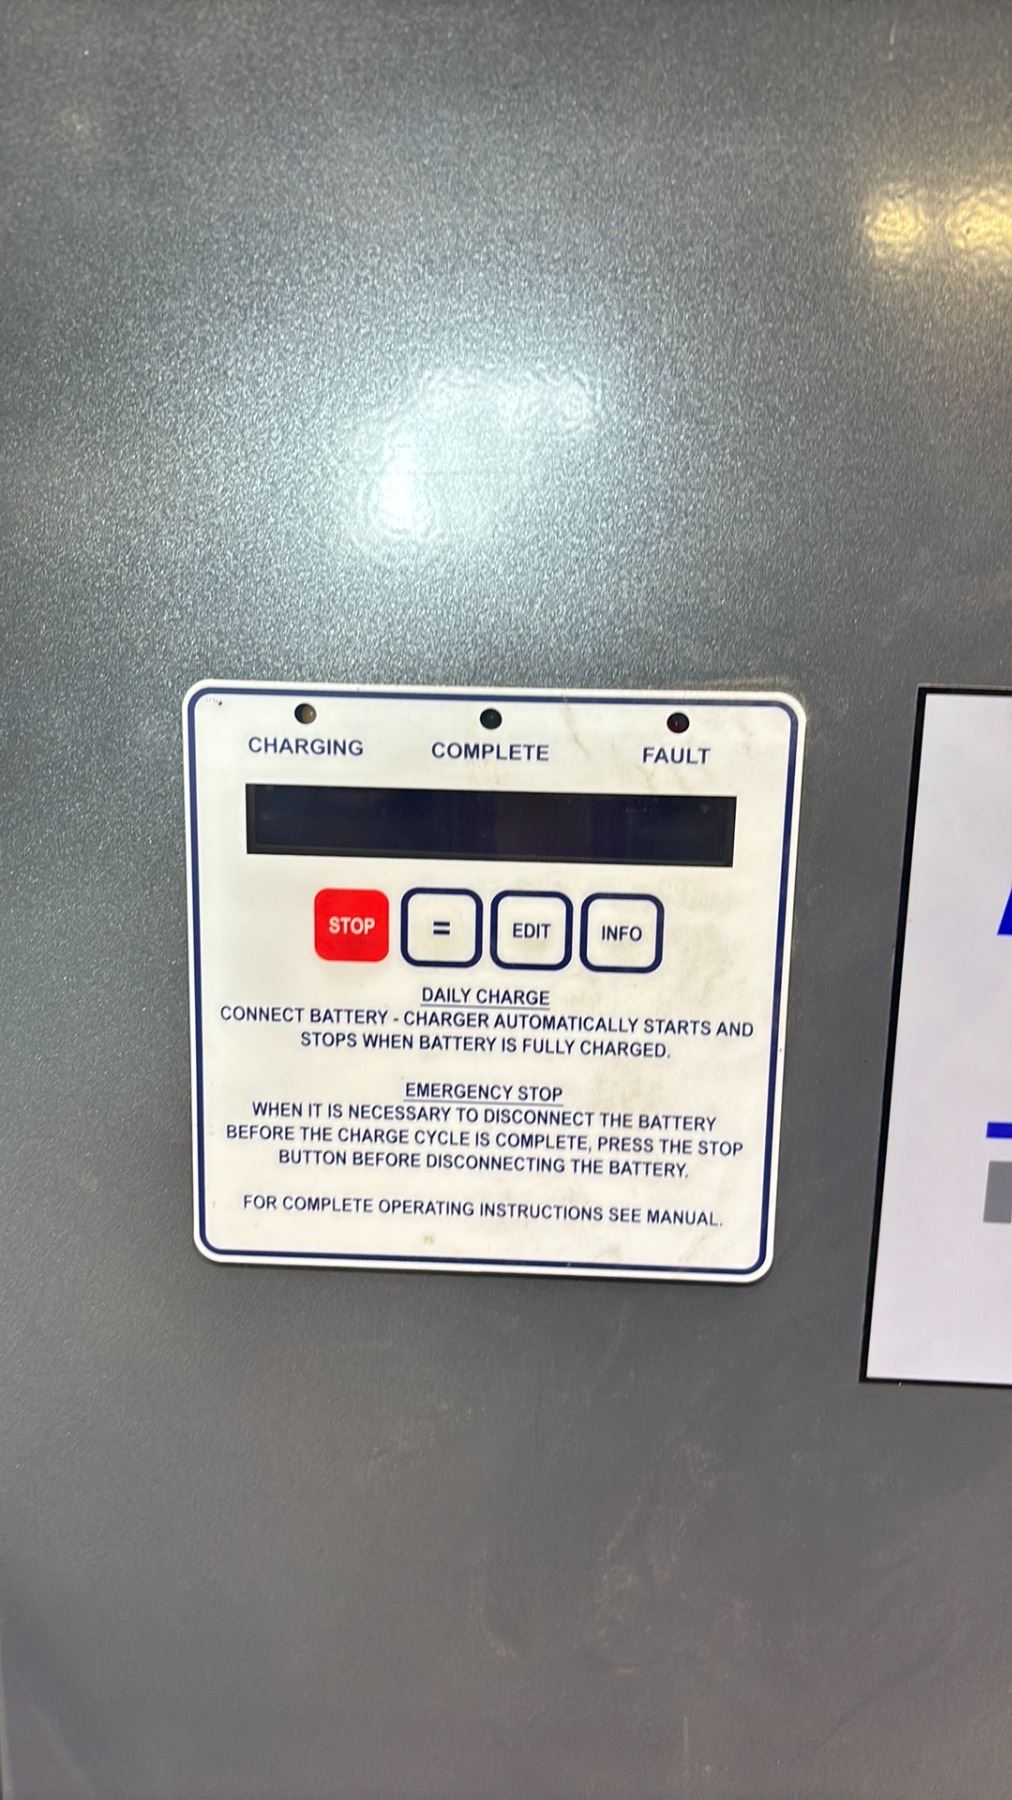 CHARGING COMPLETE FAULT
STOP = EDIT INFO
DAILY CHARGE
CONNECT BATTERY - CHARGER AUTOMATICALLY STARTS AND
STOPS WHEN BATTERY IS FULLY CHARGED.
EMERGENCY STOP
WHEN IT IS NECESSARY TO DISCONNECT THE BATTERY
BEFORE THE CHARGE CYCLE IS COMPLETE, PRESS THE STOP
BUTTON BEFORE DISCONNECTING THE BATTERY.
FOR COMPLETE OPERATING INSTRUCTIONS SEE MANUAL.